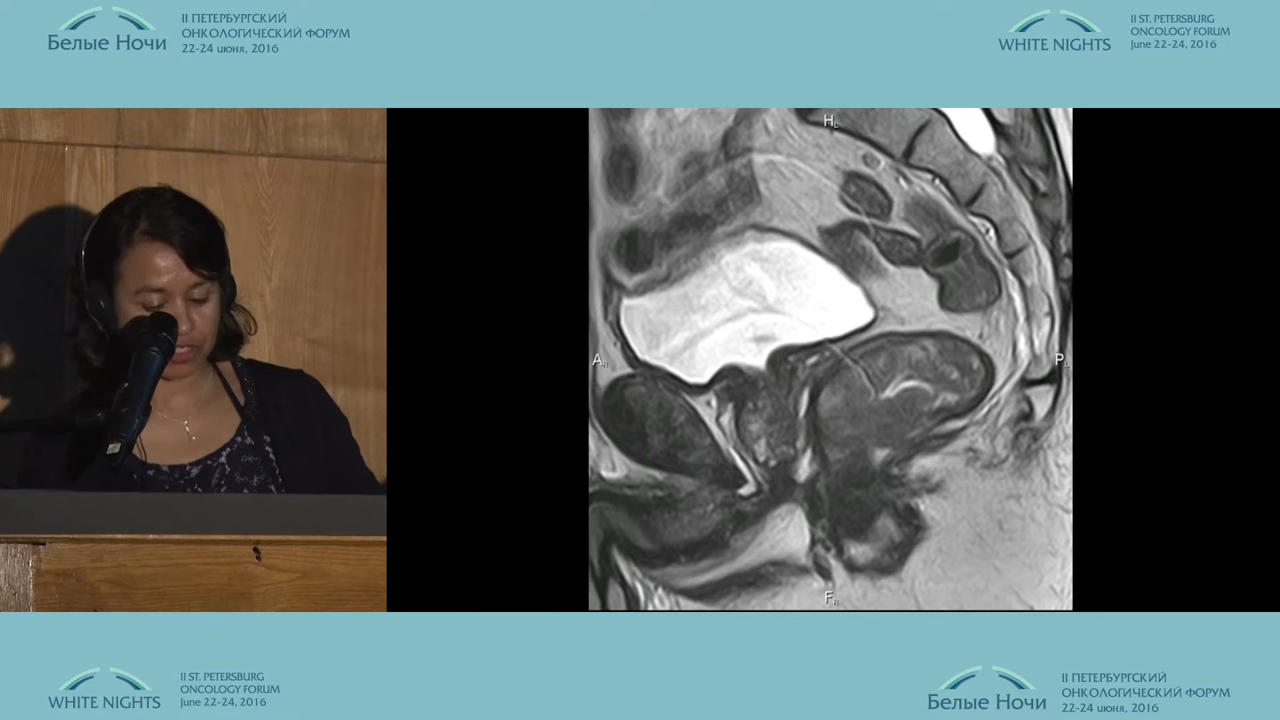 Белые Ночи
II ПЕТЕРБУРГСКИЙ
ОНКОЛОГИЧЕСКИЙ ФОРУМ
22-24 июня, 2016
WHITE NIGHTS
II ST. PETERSBURG
ONCOLOGY FORUM
June 22-24, 2016
H
A R
P L
F R
WHITE NIGHTS
II ST. PETERSBURG
ONCOLOGY FORUM
June 22-24, 2016
Белые Ночи
II ПЕТЕРБУРГСКИЙ
ОНКОЛОГИЧЕСКИЙ ФОРУМ
22-24 июня, 2016